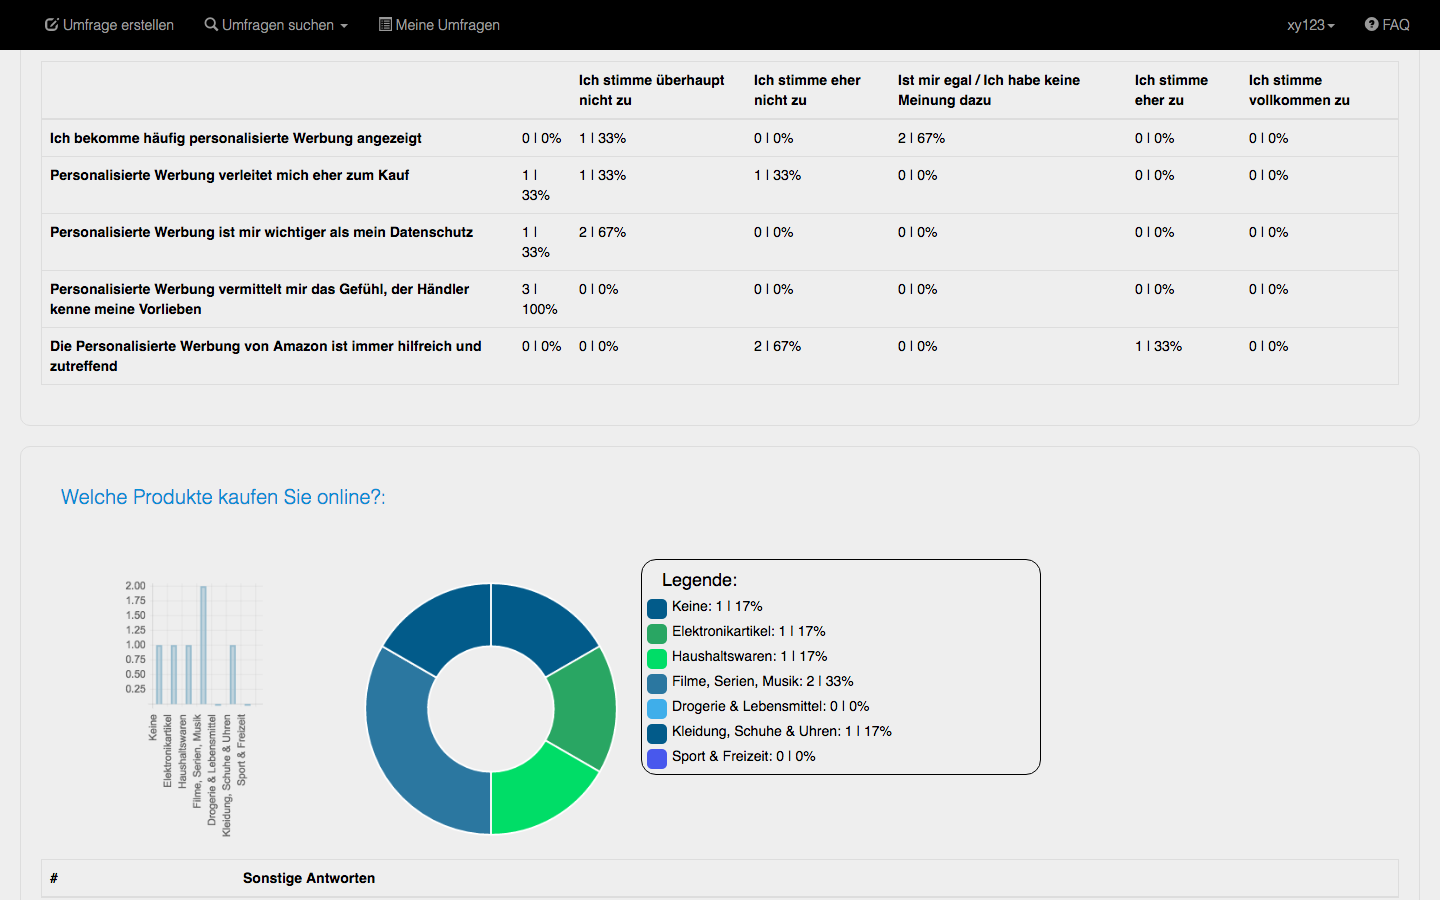 Umfrage erstellen Umfragen suchen Meine Umfragen xy123 FAQ
Ich stimme überhaupt nicht zu
Ich stimme eher nicht zu
Ist mir egal / Ich habe keine Meinung dazu
Ich stimme eher zu
Ich stimme vollkommen zu
Ich bekomme häufig personalisierte Werbung angezeigt 0 | 0% 1 | 33% 0 | 0% 2 | 67% 0 | 0% 0 | 0%
Personalisierte Werbung verleitet mich eher zum Kauf 1 | 33% 1 | 33% 1 | 33% 0 | 0% 0 | 0% 0 | 0%
Personalisierte Werbung ist mir wichtiger als mein Datenschutz 1 | 33% 2 | 67% 0 | 0% 0 | 0% 0 | 0% 0 | 0%
Personalisierte Werbung vermittelt mir das Gefühl, der Händler
kenne meine Vorlieben 3 | 100% 0 | 0% 0 | 0% 0 | 0% 0 | 0% 0 | 0%
Die Personalisierte Werbung von Amazon ist immer hilfreich und
zutreffend 0 | 0% 0 | 0% 2 | 67% 0 | 0% 1 | 33% 0 | 0%
Welche Produkte kaufen Sie online?:
2.00
1.75
1.50
1.25
1.00
0.75
0.50
0.25
Keine
Elektronikartikel
Haushaltswaren
Filme, Serien, Musik
Drogerie & Lebensmittel
Kleidung, Schuhe & Uhren
Sport & Freizeit
Legende:
Keine: 1 | 17%
Elektronikartikel: 1 | 17%
Haushaltswaren: 1 | 17%
Filme, Serien, Musik: 2 | 33%
Drogerie & Lebensmittel: 0 | 0%
Kleidung, Schuhe & Uhren: 1 | 17%
Sport & Freizeit: 0 | 0%
# Sonstige Antworten